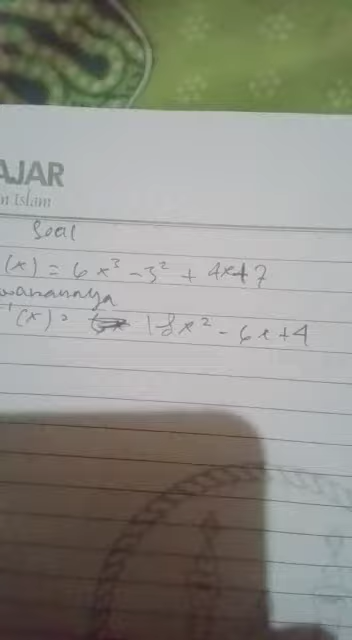 AJAR
n Islam
Soal
(x) = 6x³ - 3² + 4x+7
wabannya
'(x) = 18x² - 6x + 4